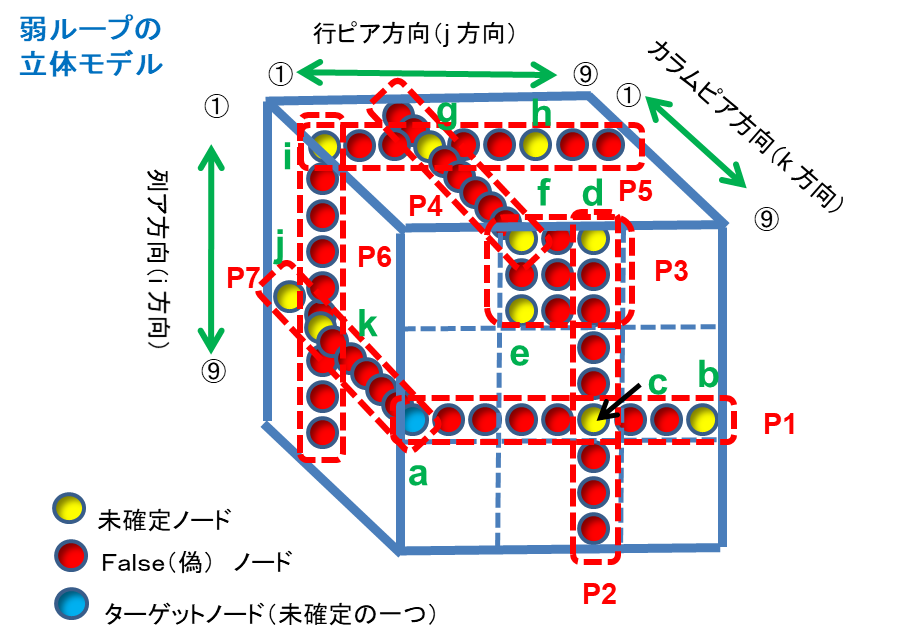 弱ループの
立体モデル
行ピア方向(j 方向)
① ⑨
カラムピア方向(k 方向)
① ⑨
①
列ア方向(i 方向)
⑨
g h
i
f d
P5
P4
j
P7 P6 P3
k
e
c b
P1
a
P2
未確定ノード
False(偽) ノード
ターゲットノード(未確定の一つ)